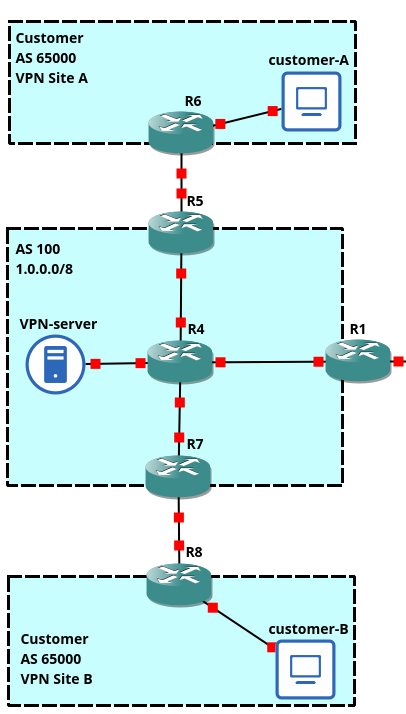 Customer
AS 65000
VPN Site A
customer-A
R6
R5
AS 100
1.0.0.0/8
VPN-server
R4
R1
R7
R8
customer-B
Customer
AS 65000
VPN Site B